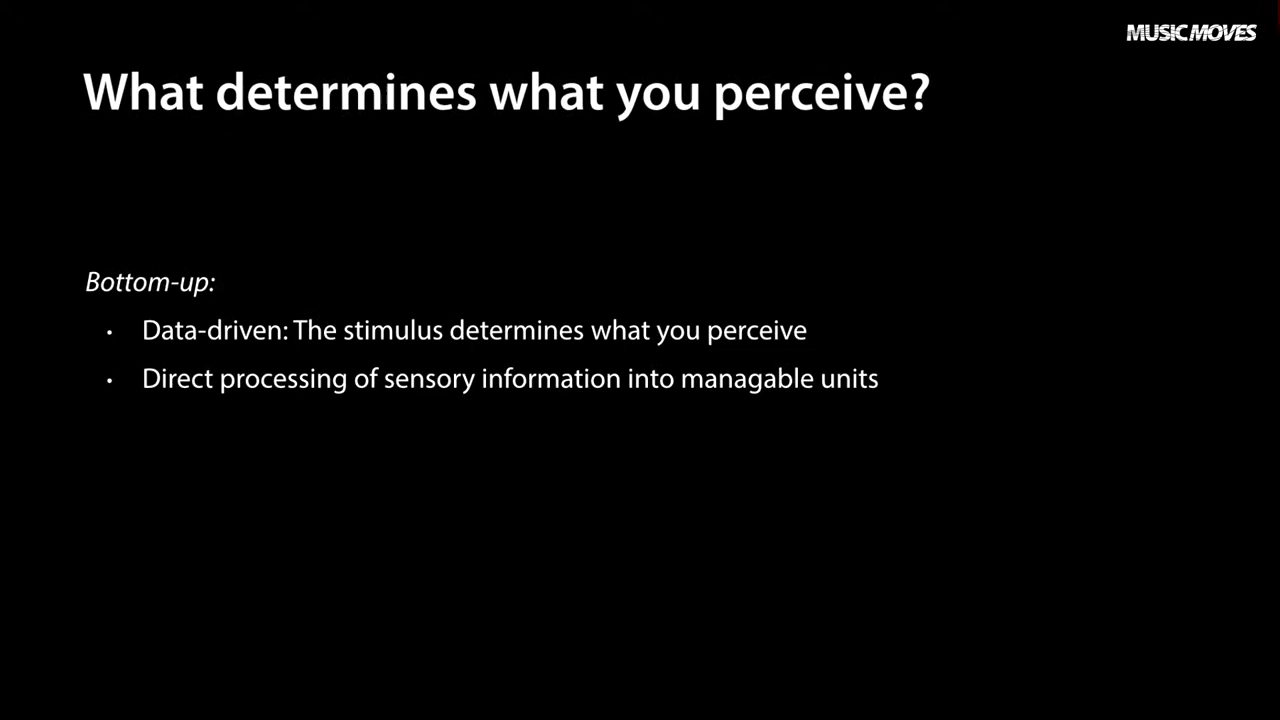 MUSIC MOVES
What determines what you perceive?
Bottom-up:
• Data-driven: The stimulus determines what you perceive
• Direct processing of sensory information into managable units